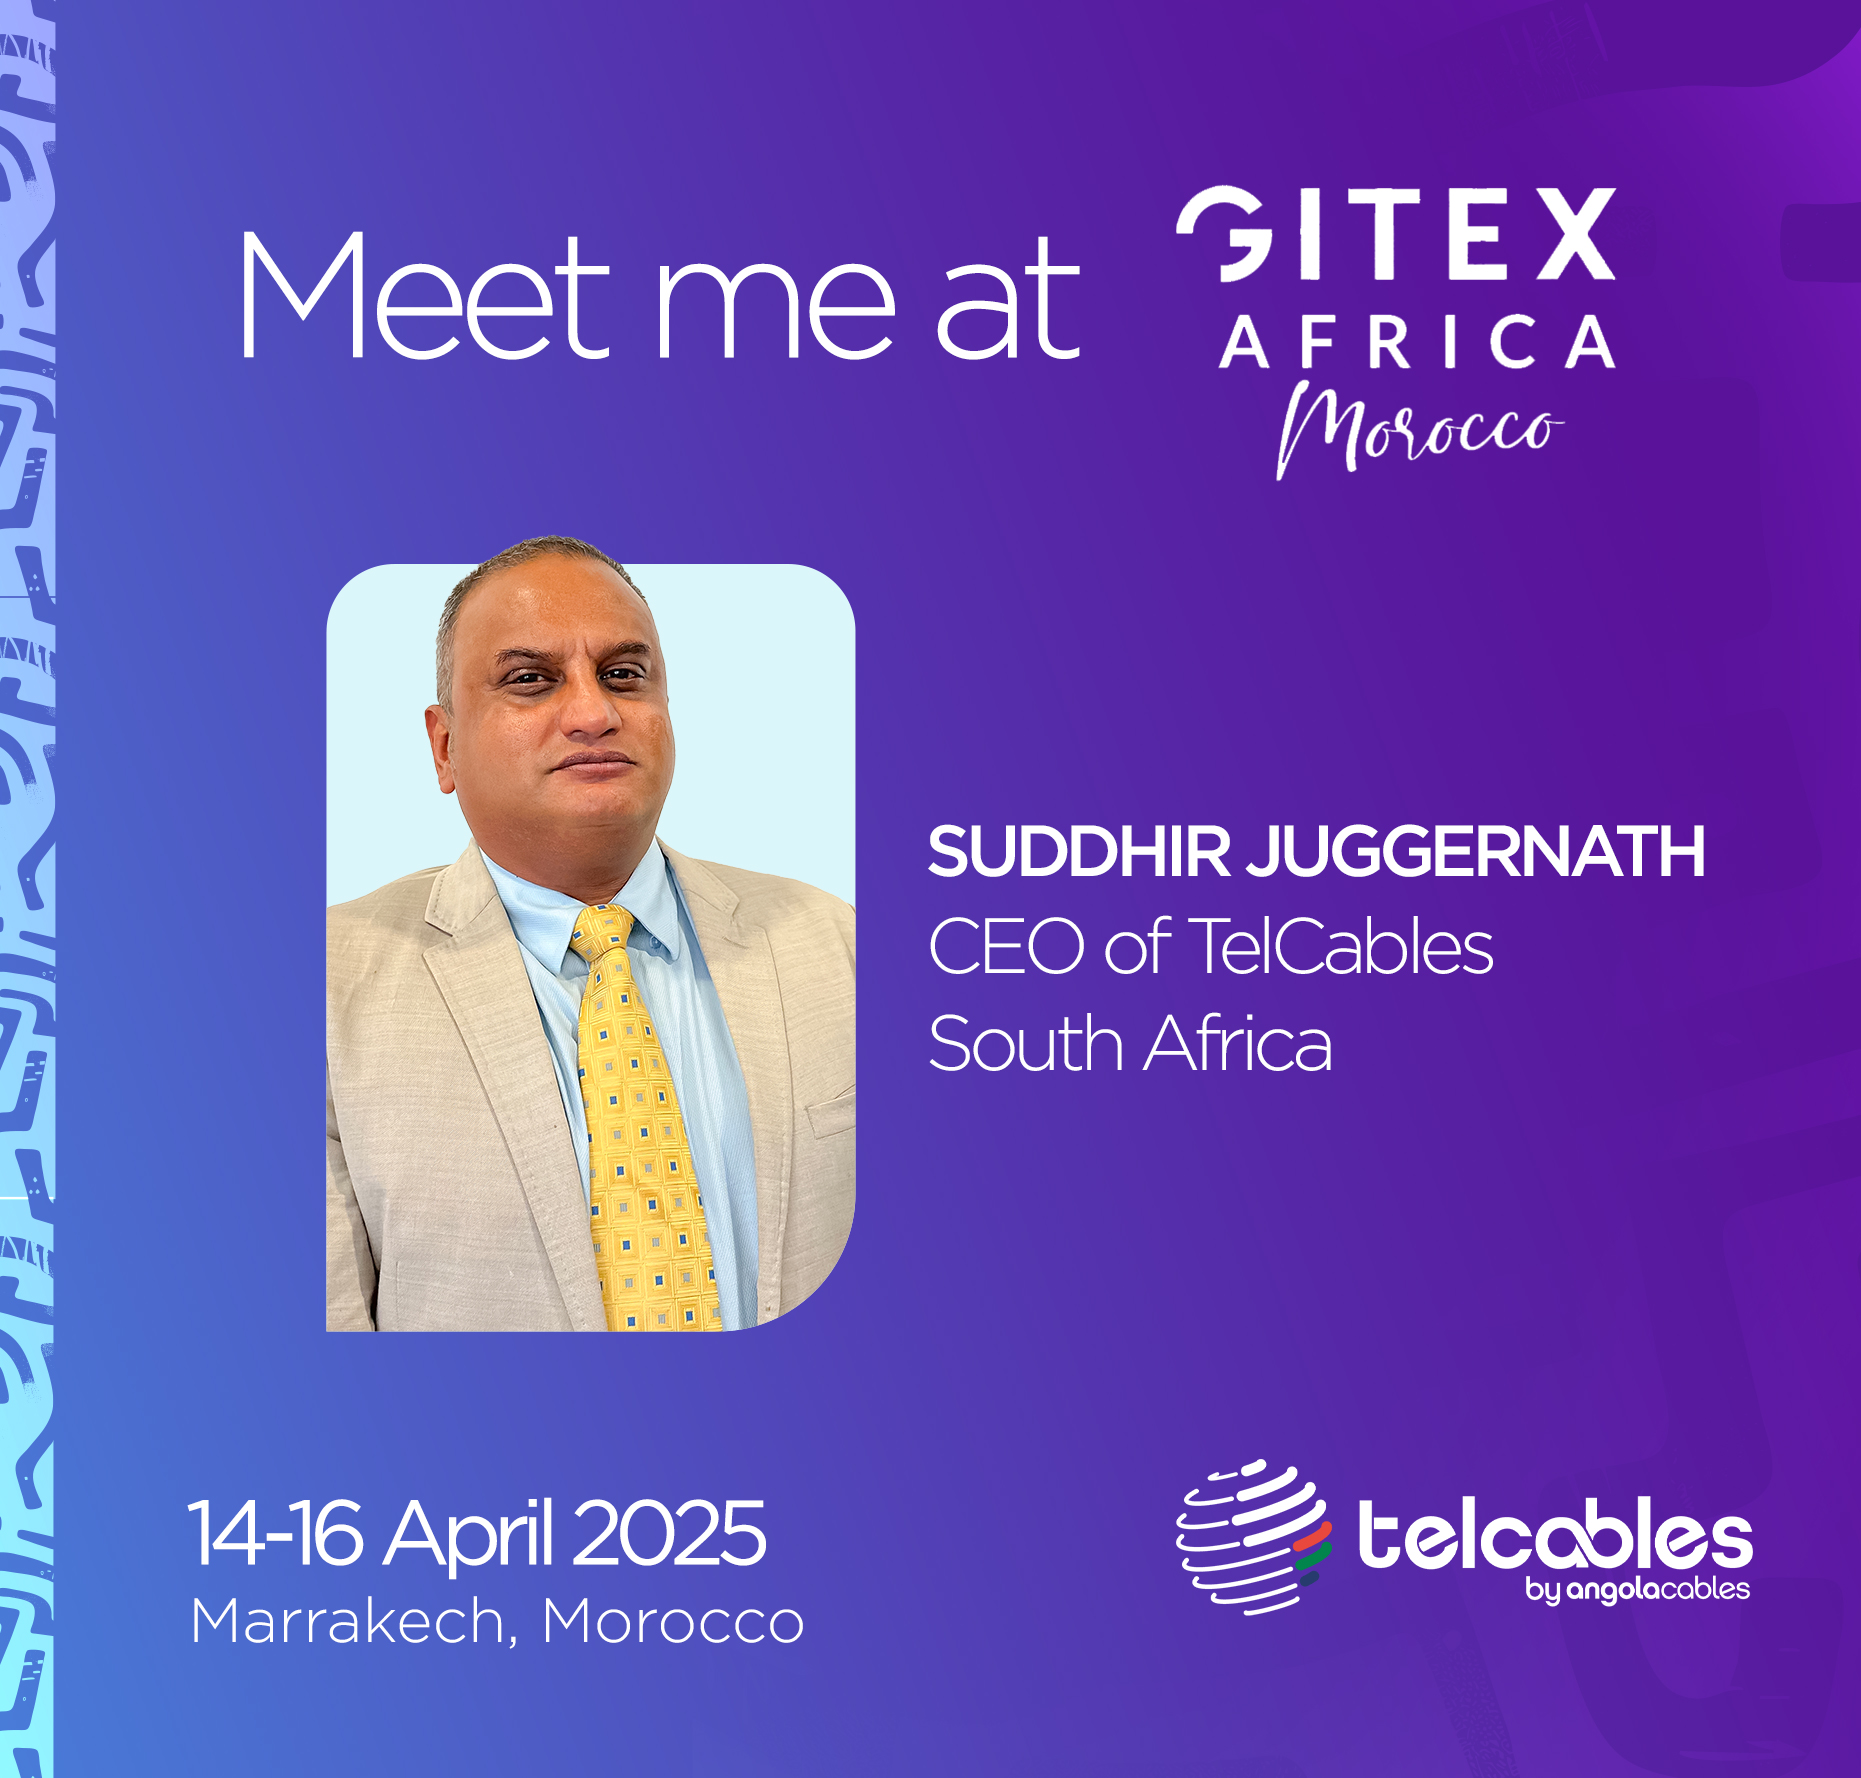 Meet me at
GITEX
AFRICA
Morocco
SUDDHIR JUGGERNATH
CEO of TelCables
South Africa
14-16 April 2025
Marrakech, Morocco
telcables
by angolacables